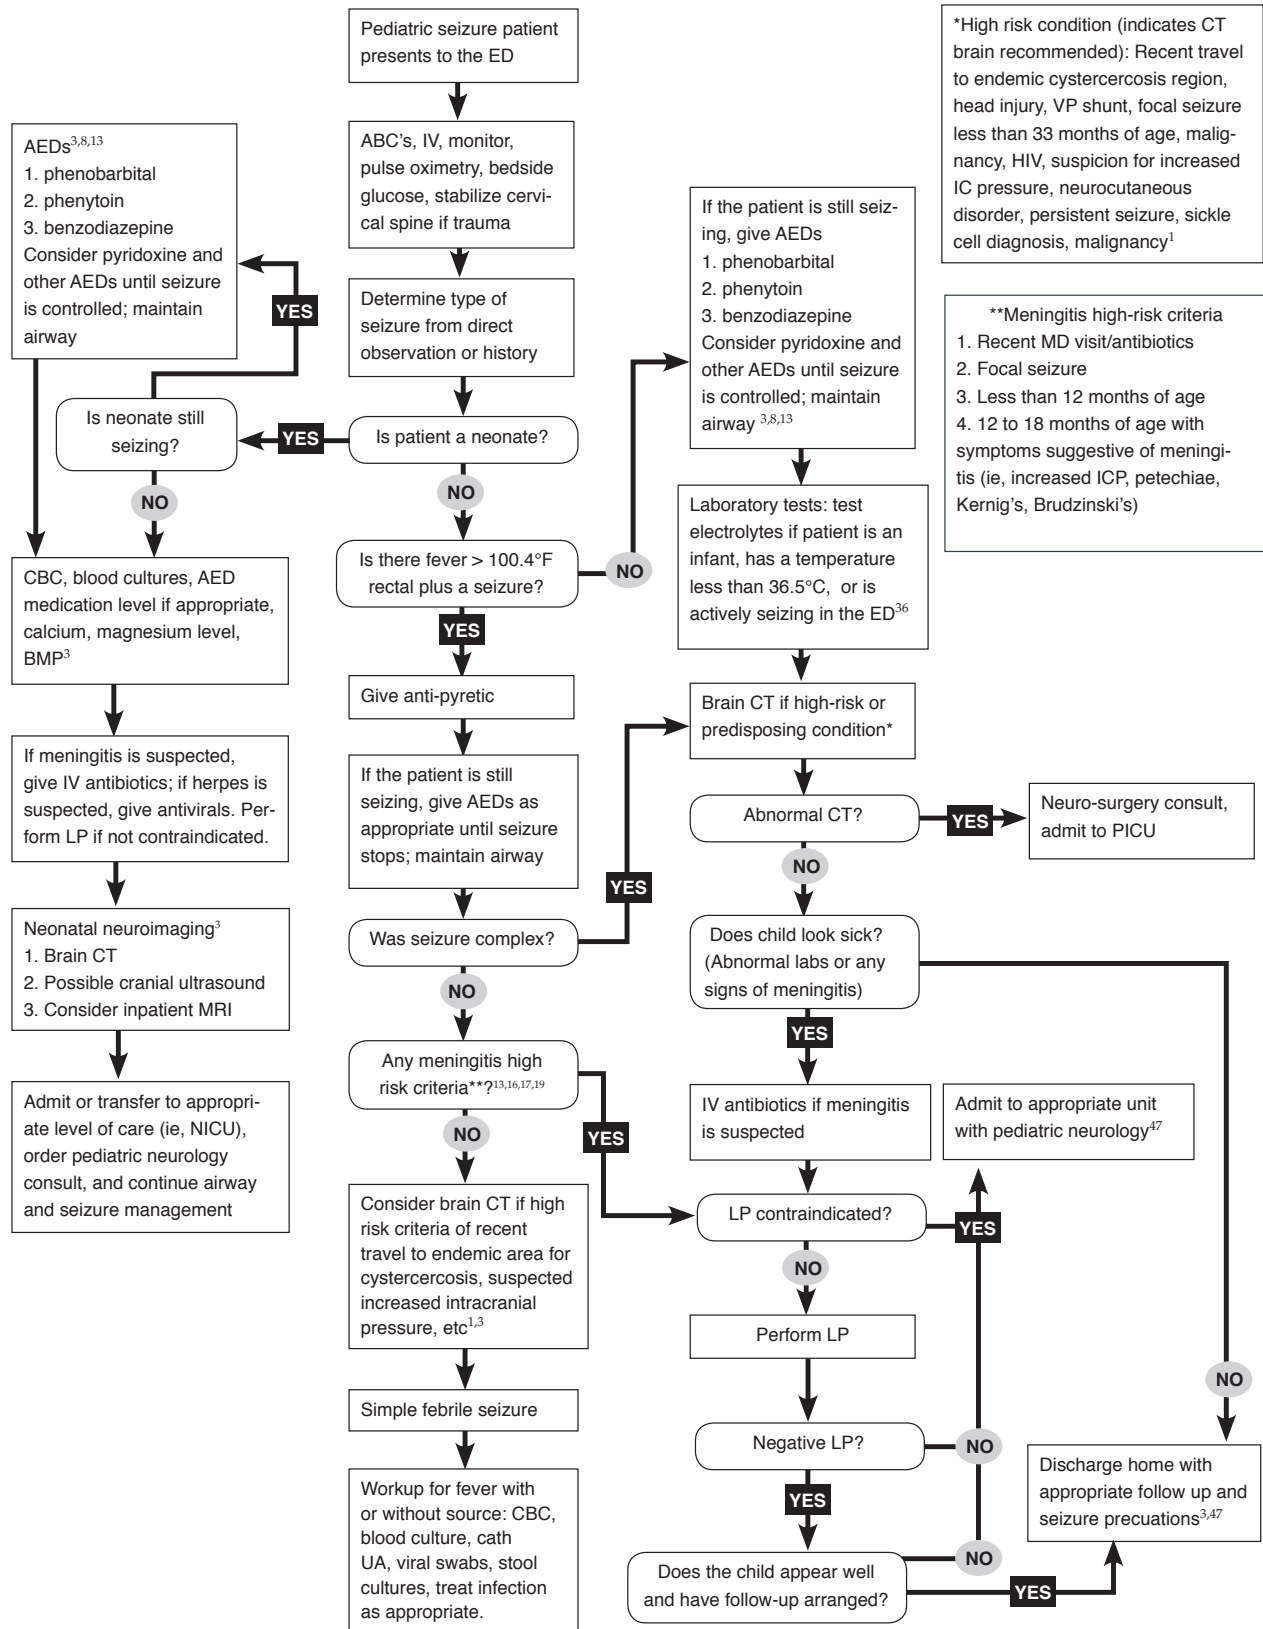 Pediatric seizure patient
presents to the ED
ABC's, IV, monitor,
pulse oximetry, bedside
glucose, stabilize cervi-
cal spine if trauma
Determine type of
seizure from direct
observation or history
Is patient a neonate?
YES
NO
Is neonate still
seizing?
YES
NO
AEDs3,8,13
1. phenobarbital
2. phenytoin
3. benzodiazepine
Consider pyridoxine and
other AEDs until seizure
is controlled; maintain
airway
CBC, blood cultures, AED
medication level if appropriate,
calcium, magnesium level,
BMP3
If meningitis is suspected,
give IV antibiotics; if herpes is
suspected, give antivirals. Per-
form LP if not contraindicated.
Neonatal neuroimaging3
1. Brain CT
2. Possible cranial ultrasound
3. Consider inpatient MRI
Admit or transfer to appropri-
ate level of care (ie, NICU),
order pediatric neurology
consult, and continue airway
and seizure management
Is there fever > 100.4°F
rectal plus a seizure?
NO
YES
Give anti-pyretic
If the patient is still
seizing, give AEDs as
appropriate until seizure
stops; maintain airway
Was seizure complex?
YES
NO
Any meningitis high
risk criteria**?13,16,17,19
YES
NO
Consider brain CT if high
risk criteria of recent
travel to endemic area for
cystercercosis, suspected
increased intracranial
pressure, etc1,3
Simple febrile seizure
Workup for fever with
or without source: CBC,
blood culture, cath
UA, viral swabs, stool
cultures, treat infection
as appropriate.
If the patient is still seiz-
ing, give AEDs
1. phenobarbital
2. phenytoin
3. benzodiazepine
Consider pyridoxine and
other AEDs until seizure
is controlled; maintain
airway 3,8,13
Laboratory tests: test
electrolytes if patient is an
infant, has a temperature
less than 36.5°C, or is
actively seizing in the ED36
Brain CT if high-risk or
predisposing condition*
Abnormal CT?
YES
NO
Neuro-surgery consult,
admit to PICU
Does child look sick?
(Abnormal labs or any
signs of meningitis)
YES
NO
IV antibiotics if meningitis
is suspected
LP contraindicated?
YES
NO
Admit to appropriate unit
with pediatric neurology47
Perform LP
Negative LP?
NO
YES
Does the child appear well
and have follow-up arranged?
NO
YES
Discharge home with
appropriate follow up and
seizure precuations3,47
*High risk condition (indicates CT
brain recommended): Recent travel
to endemic cystercercosis region,
head injury, VP shunt, focal seizure
less than 33 months of age, malig-
nancy, HIV, suspicion for increased
IC pressure, neurocutaneous
disorder, persistent seizure, sickle
cell diagnosis, malignancy1
**Meningitis high-risk criteria
1. Recent MD visit/antibiotics
2. Focal seizure
3. Less than 12 months of age
4. 12 to 18 months of age with
symptoms suggestive of meningi-
tis (ie, increased ICP, petechiae,
Kernig's, Brudzinski's)